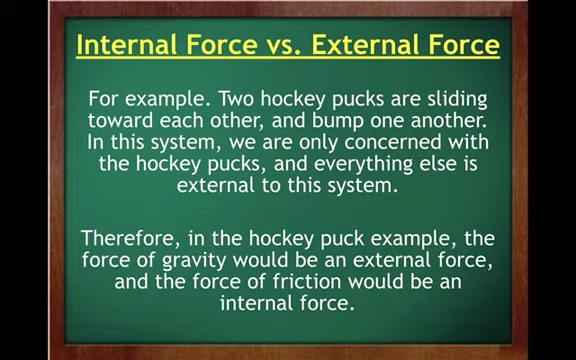 Internal Force vs. External Force
For example. Two hockey pucks are sliding
toward each other, and bump one another.
In this system, we are only concerned with
the hockey pucks, and everything else is
external to this system.
Therefore, in the hockey puck example, the
force of gravity would be an external force,
and the force of friction would be an
internal force.